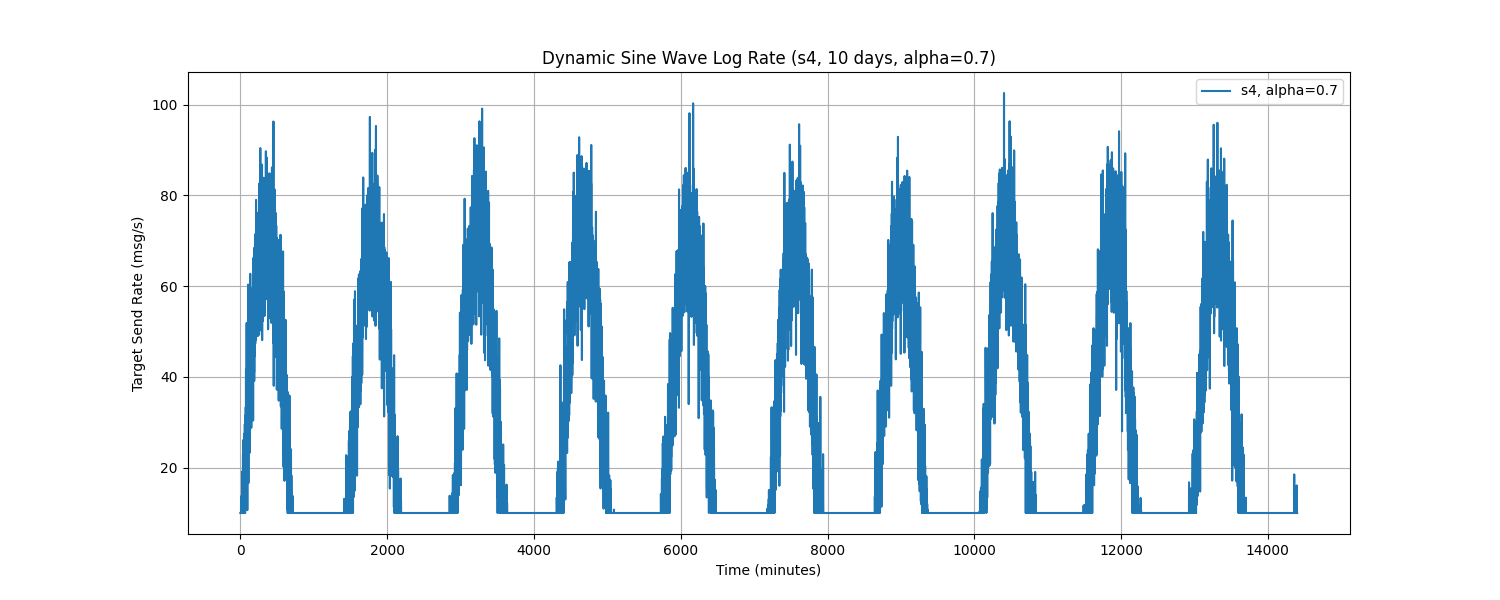 Dynamic Sine Wave Log Rate (s4, 10 days, alpha=0.7)
s4, alpha=0.7
Target Send Rate (msg/s)
100
80
60
40
20
0 2000 4000 6000 8000 10000 12000 14000
Time (minutes)